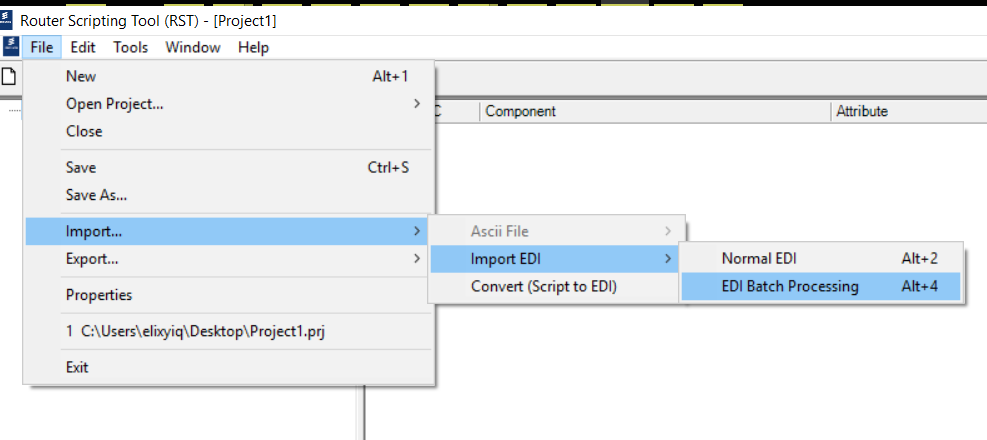 Router Scripting Tool (RST) - [Project1]
File Edit Tools Window Help
New Alt+1
Open Project...
Close
C Component Attribute
Save Ctrl+S
Save As...
Import...
Export...
Properties
1 C:\Users\elixyiq\Desktop\Project1.prj
Exit
Ascii File
Import EDI
Convert (Script to EDI)
Normal EDI Alt+2
EDI Batch Processing Alt+4